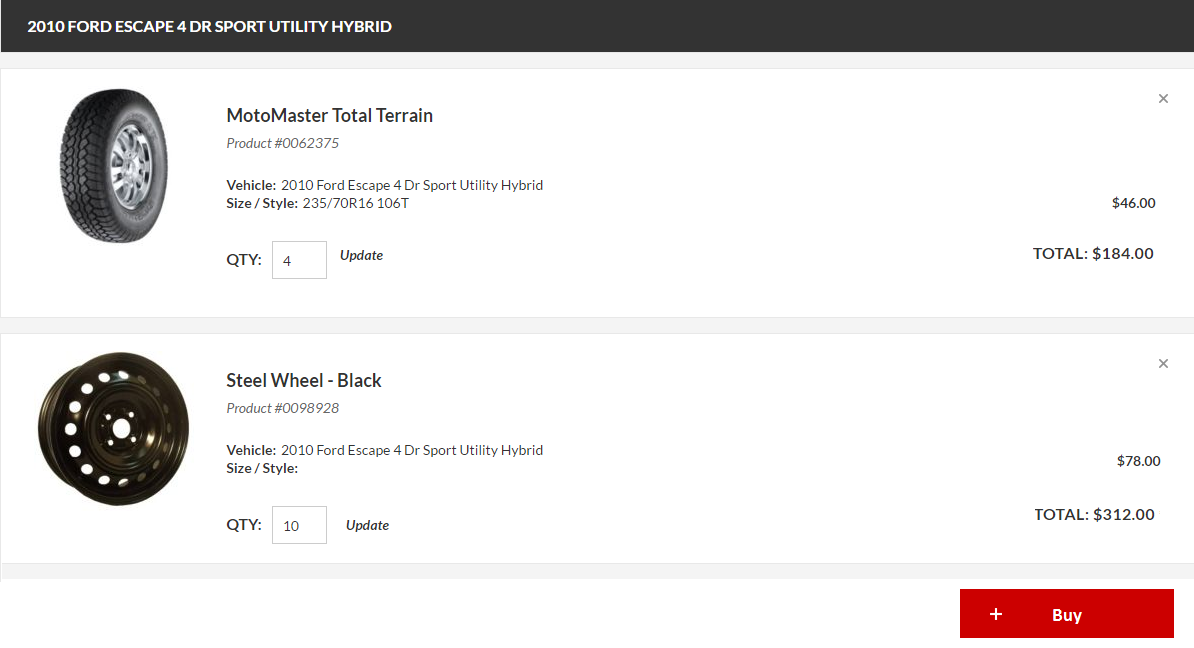 2010 FORD ESCAPE 4 DR SPORT UTILITY HYBRID
×
MotoMaster Total Terrain
Product #0062375
Vehicle: 2010 Ford Escape 4 Dr Sport Utility Hybrid
Size / Style: 235/70R16 106T
$46.00
QTY: 4 Update
TOTAL: $184.00
×
Steel Wheel - Black
Product #0098928
Vehicle: 2010 Ford Escape 4 Dr Sport Utility Hybrid
Size / Style:
$78.00
QTY: 10 Update
TOTAL: $312.00
+ Buy